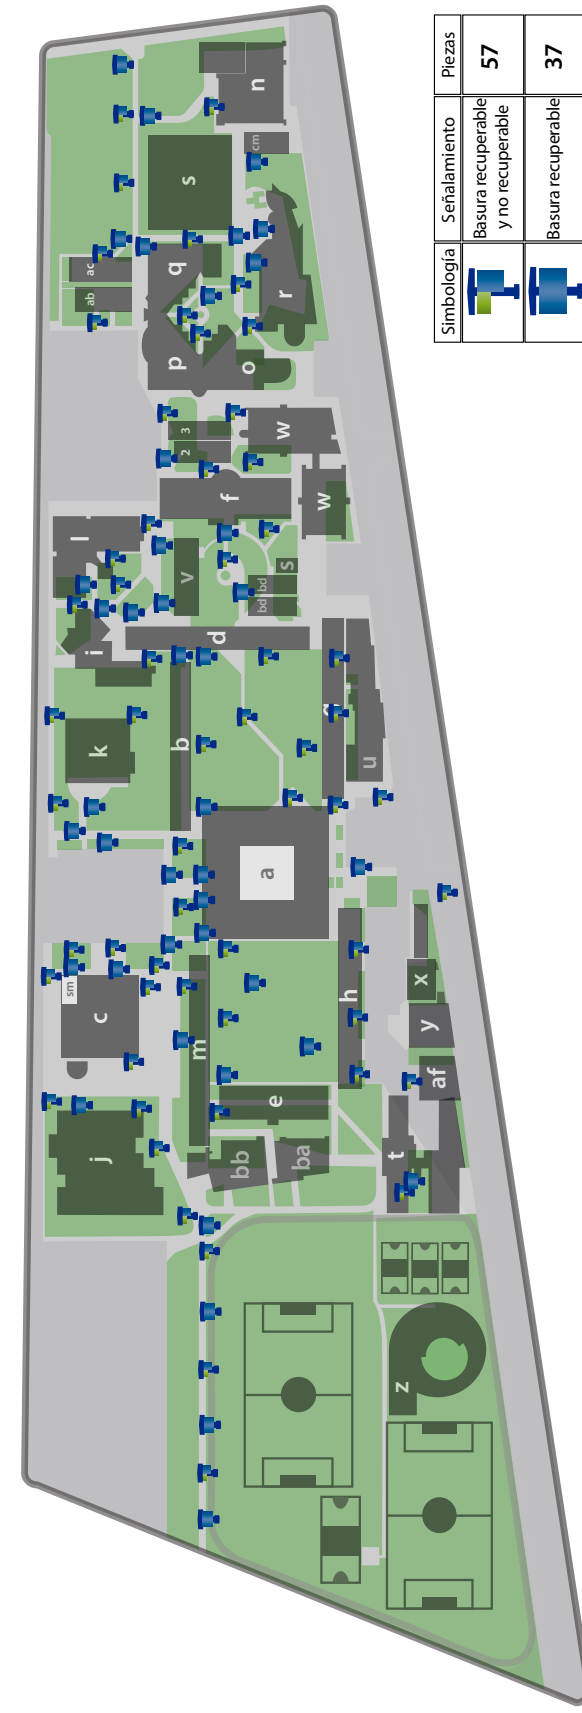 Simbología Señalamiento Piezas
Basura recuperable y no recuperable 57
Basura recuperable 37
n
cm
s
ac
ab
q
r
p
o
3
2
w
w
f
l
v
s
bd
bd
i
d
k
b
u
a
sm
c
h
x
m
y
af
e
j
bb
ba
t
z